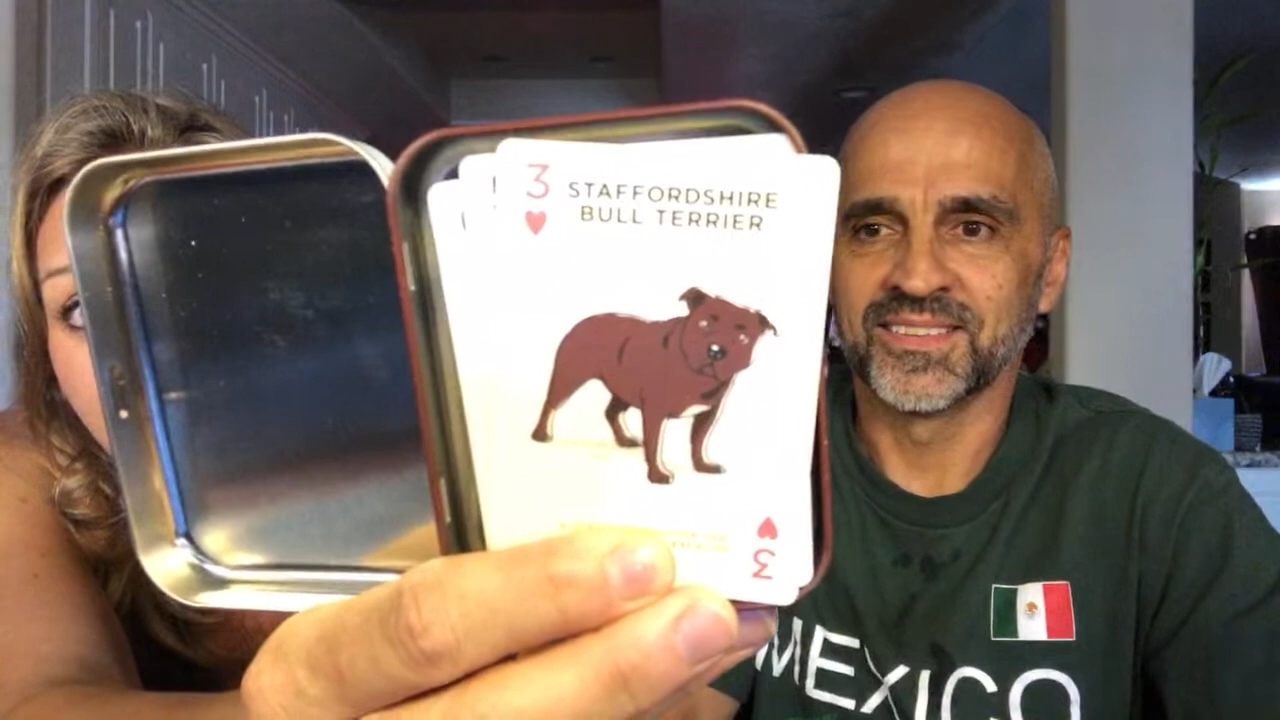 3
STAFFORDSHIRE
BULL TERRIER
3
MEXICO